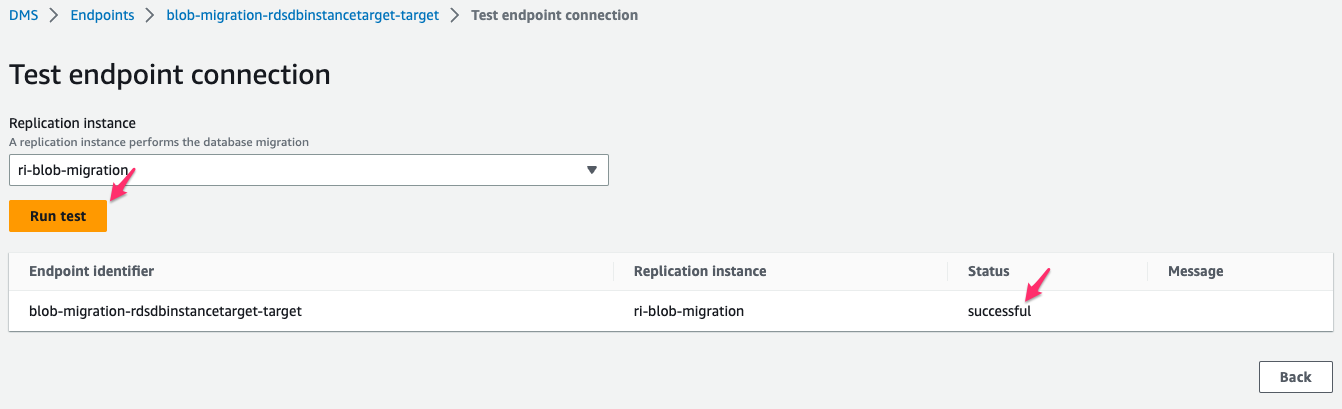 DMS > Endpoints > blob-migration-rdsdbinstancetarget-target > Test endpoint connection
Test endpoint connection
Replication instance
A replication instance performs the database migration
ri-blob-migration
Run test
Endpoint identifier Replication instance Status Message
blob-migration-rdsdbinstancetarget-target ri-blob-migration successful
Back